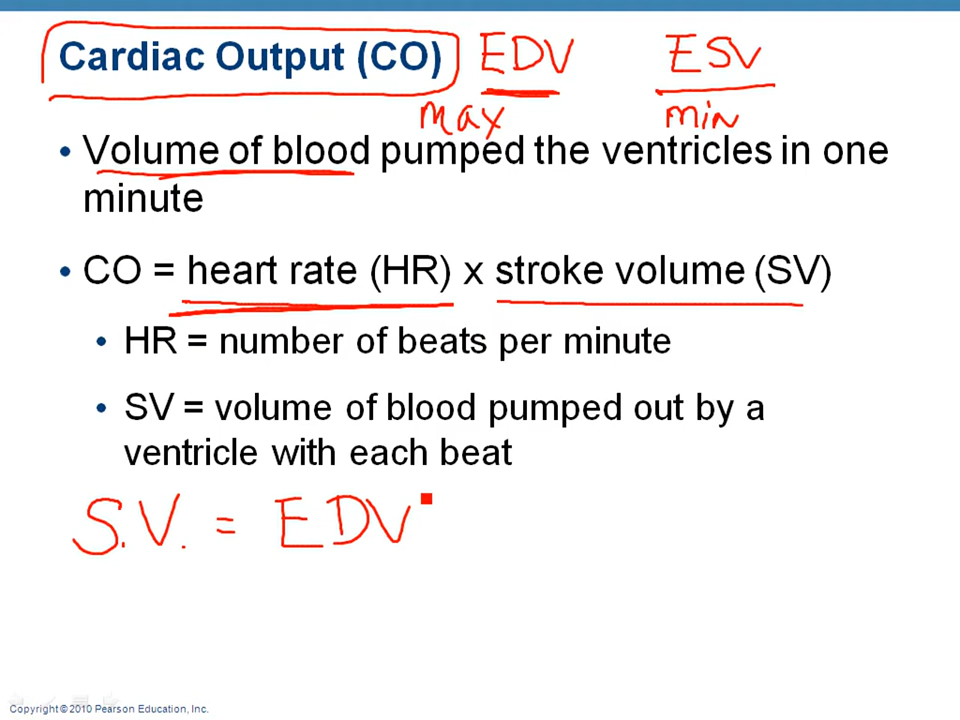 Cardiac Output (CO) EDV ESV
max min
• Volume of blood pumped the ventricles in one
minute
• CO = heart rate (HR) x stroke volume (SV)
• HR = number of beats per minute
• SV = volume of blood pumped out by a
ventricle with each beat
S.V. = EDV
Copyright © 2010 Pearson Education, Inc.